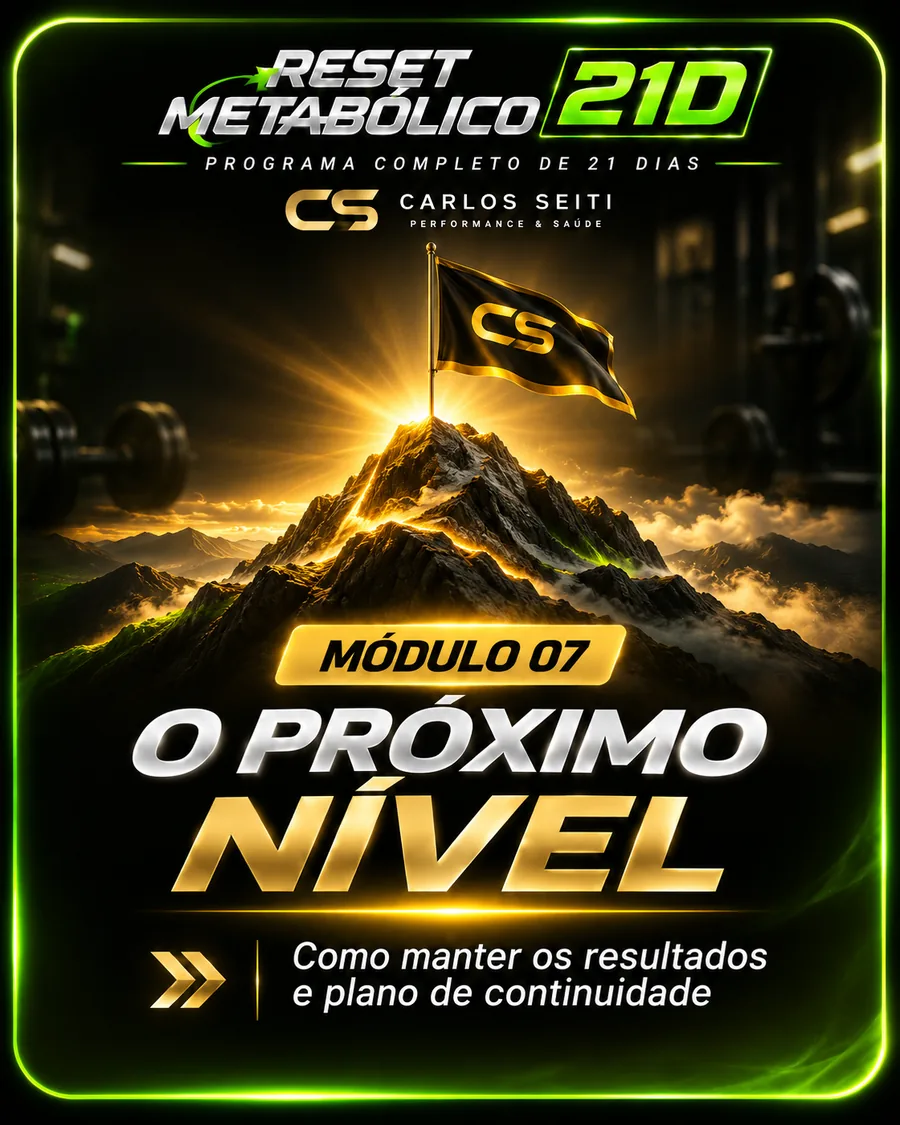 RESET
METABÓLICO 21D
PROGRAMA COMPLETO DE 21 DIAS
CS CARLOS SEITI
PERFORMANCE & SAÚDE
CS
MÓDULO 07
O PRÓXIMO
NÍVEL
Como manter os resultados
e plano de continuidade